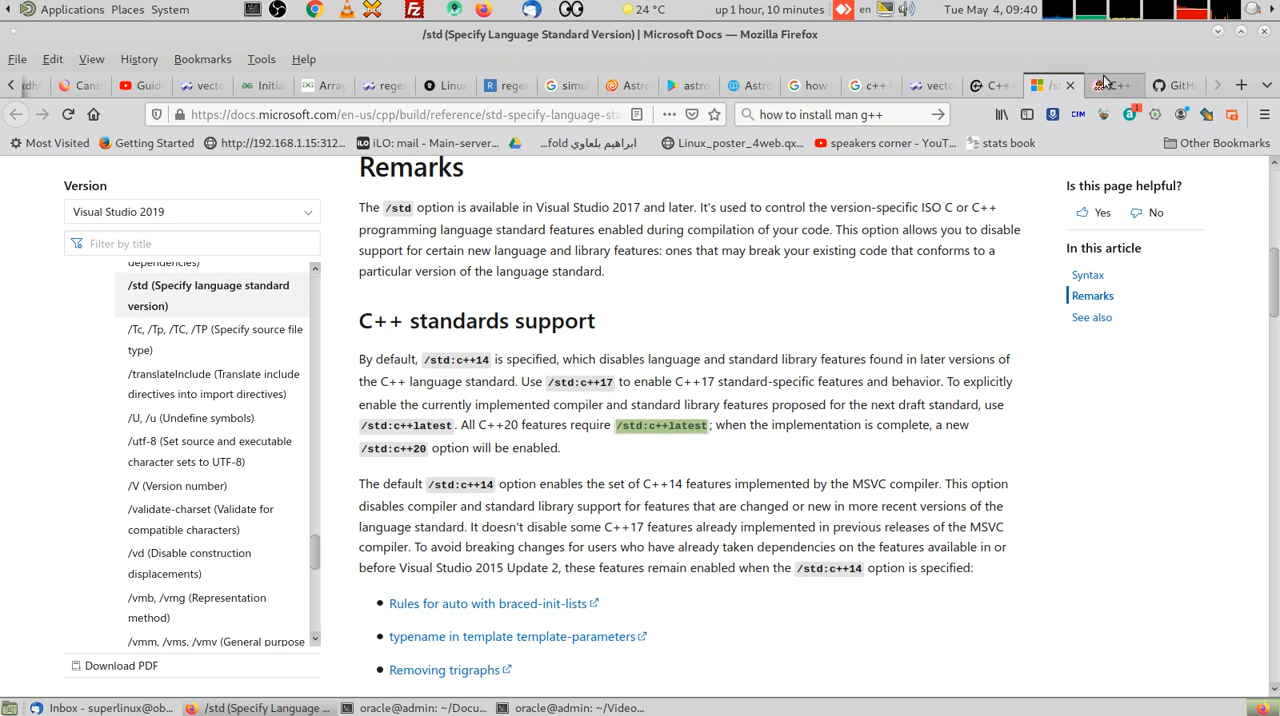 Applications Places System 24 °C up 1 hour, 10 minutes en Tue May 4, 09:40
/std (Specify Language Standard Version) | Microsoft Docs — Mozilla Firefox
File Edit View History Bookmarks Tools Help
Cann Guid vecto Initia Arra rege Linux rege simul Astro astro Astro how c++ vecto C++ /st C++ GitH
https://docs.microsoft.com/en-us/cpp/build/reference/std-specify-language-sta how to install man g++
Most Visited Getting Started http://192.168.1.15:312... iLO: mail - Main-server... ابراهيم بلعاوي fold... Linux_poster_4web.qx... speakers corner - YouT... stats book Other Bookmarks
Version
Visual Studio 2019
Filter by title
dependencies)
/std (Specify language standard
version)
/Tc, /Tp, /TC, /TP (Specify source file
type)
/translateInclude (Translate include
directives into import directives)
/U, /u (Undefine symbols)
/utf-8 (Set source and executable
character sets to UTF-8)
/V (Version number)
/validate-charset (Validate for
compatible characters)
/vd (Disable construction
displacements)
/vmb, /vmg (Representation
method)
/vmm, /vms, /vmv (General purpose
Download PDF
Remarks
The /std option is available in Visual Studio 2017 and later. It's used to control the version-specific ISO C or C++
programming language standard features enabled during compilation of your code. This option allows you to disable
support for certain new language and library features: ones that may break your existing code that conforms to a
particular version of the language standard.
C++ standards support
By default, /std:c++14 is specified, which disables language and standard library features found in later versions of
the C++ language standard. Use /std:c++17 to enable C++17 standard-specific features and behavior. To explicitly
enable the currently implemented compiler and standard library features proposed for the next draft standard, use
/std:c++latest. All C++20 features require /std:c++latest; when the implementation is complete, a new
/std:c++20 option will be enabled.
The default /std:c++14 option enables the set of C++14 features implemented by the MSVC compiler. This option
disables compiler and standard library support for features that are changed or new in more recent versions of the
language standard. It doesn't disable some C++17 features already implemented in previous releases of the MSVC
compiler. To avoid breaking changes for users who have already taken dependencies on the features available in or
before Visual Studio 2015 Update 2, these features remain enabled when the /std:c++14 option is specified:
Rules for auto with braced-init-lists
typename in template template-parameters
Removing trigraphs
Is this page helpful?
Yes No
In this article
Syntax
Remarks
See also
Inbox - superlinux@ob... /std (Specify Language ... oracle@admin: ~/Docu... oracle@admin: ~/Video...